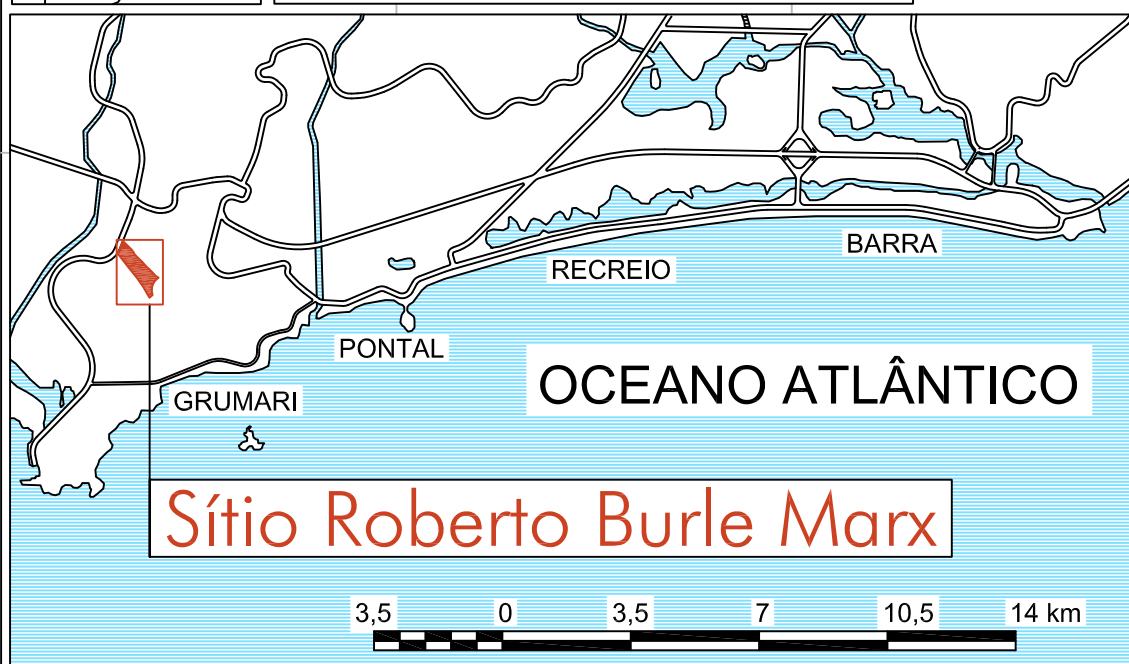 BARRA
RECREIO
PONTAL
OCEANO ATLÂNTICO
GRUMARI
Sítio Roberto Burle Marx
3,5 0 3,5 7 10,5 14 km